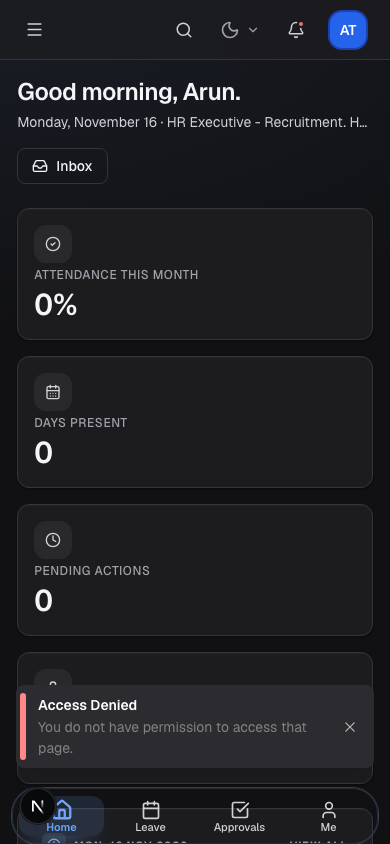 AT
Good morning, Arun.
Monday, November 16 · HR Executive - Recruitment. H...
Inbox
ATTENDANCE THIS MONTH
0%
DAYS PRESENT
0
PENDING ACTIONS
0
Access Denied
You do not have permission to access that
page.
N
Home
Leave
Approvals
Me